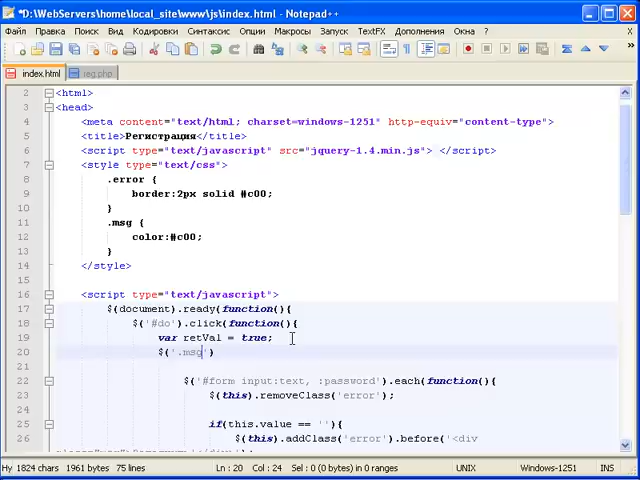 *D:\WebServers\home\local_site\www\js\index.html - Notepad++
Файл Правка Поиск Вид Кодировки Синтаксис Опции Макросы Запуск TextFX Дополнения Окна ?
index.html reg.php
2 <html>
3 <head>
4 <meta content="text/html; charset=windows-1251" http-equiv="content-type">
5 <title>Регистрация</title>
6 <script type="text/javascript" src="jquery-1.4.min.js"> </script>
7 <style type="text/css">
8 .error {
9 border:2px solid #c00;
10 }
11 .msg {
12 color:#c00;
13 }
14 </style>
15
16 <script type="text/javascript">
17 $(document).ready(function(){
18 $('#do').click(function(){
19 var retVal = true;
20 $('.msg')
21
22 $('#form input:text, :password').each(function(){
23 $(this).removeClass('error');
24
25 if(this.value == ''){
26 $(this).addClass('error').before('<div
Ну 1824 chars 1961 bytes 75 lines Ln : 20 Col : 24 Sel : 0 (0 bytes) in 0 ranges UNIX Windows-1251 INS